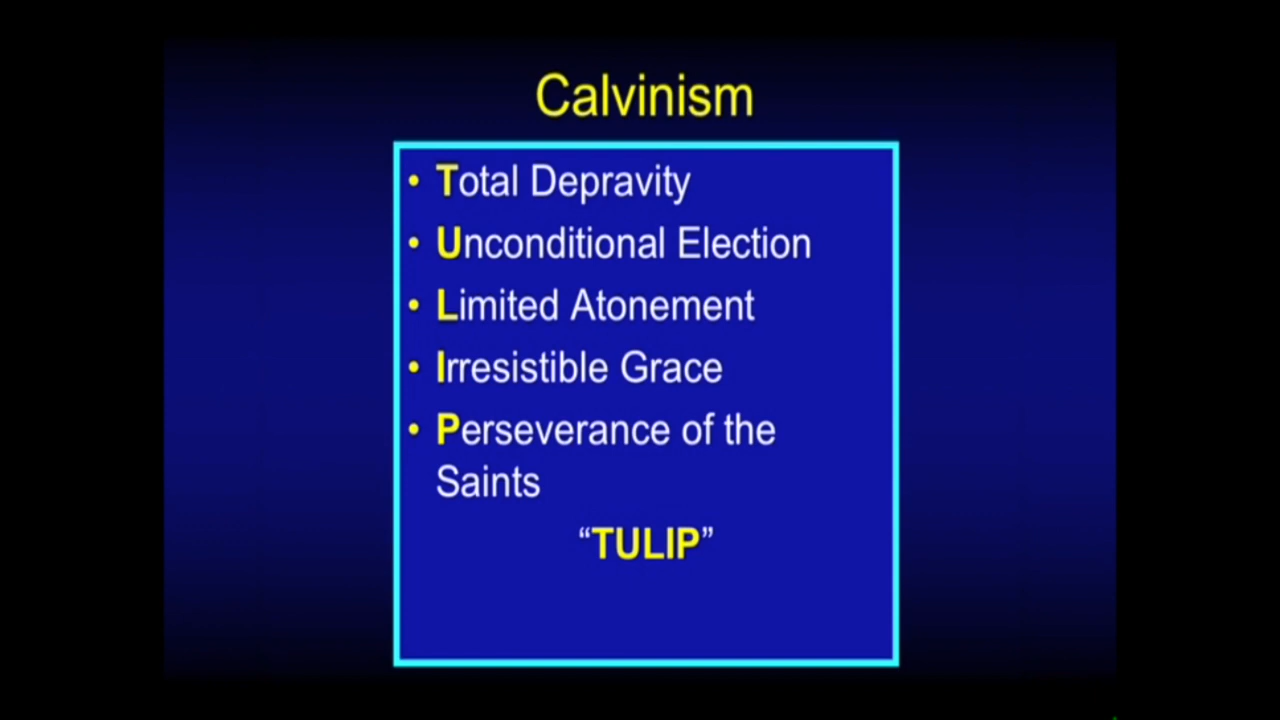 Calvinism
• Total Depravity
• Unconditional Election
• Limited Atonement
• Irresistible Grace
• Perseverance of the
Saints
“TULIP”